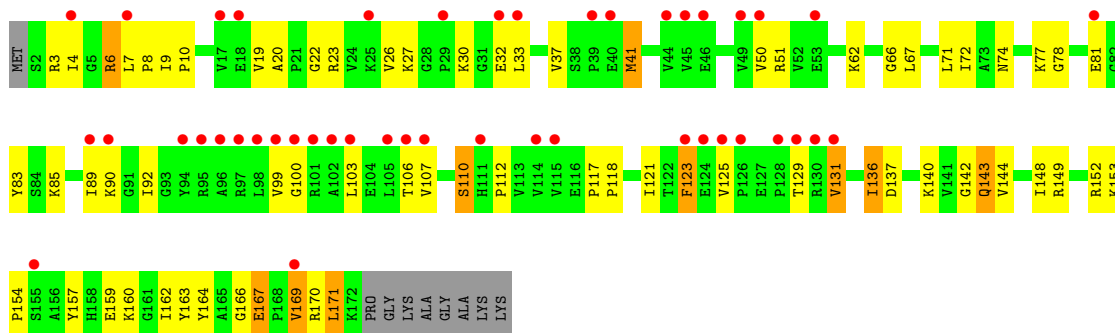 MET S2 R3 I4 G5 R6 L7 P8 I9 P10 V17 E18 V19 A20 P21 G22 R23 V24 K25 V26 K27 G28 P29 K30 G31 E32 L33 V37 S38 P39 E40 M41 V44 V45 E46 V49 V50 R51 V52 E53 K62 G66 L67 L71 I72 A73 N74 K77 G78 E81 G82
Y83 S84 K85 I89 K90 G91 I92 G93 Y94 R95 A96 R97 L98 V99 G100 R101 A102 L103 E104 L105 T106 V107 S110 H111 P112 V113 V114 V115 E116 P117 P118 I121 T122 F123 E124 V125 P126 E127 P128 T129 R130 V131 I136 D137 K140 V141 G142 Q143 V144 I148 R149 R152 K153
P154 S155 A156 Y157 H158 E159 K160 G161 I162 Y163 Y164 A165 G166 E167 P168 V169 R170 L171 K172 PRO GLY LYS ALA GLY ALA LYS LYS